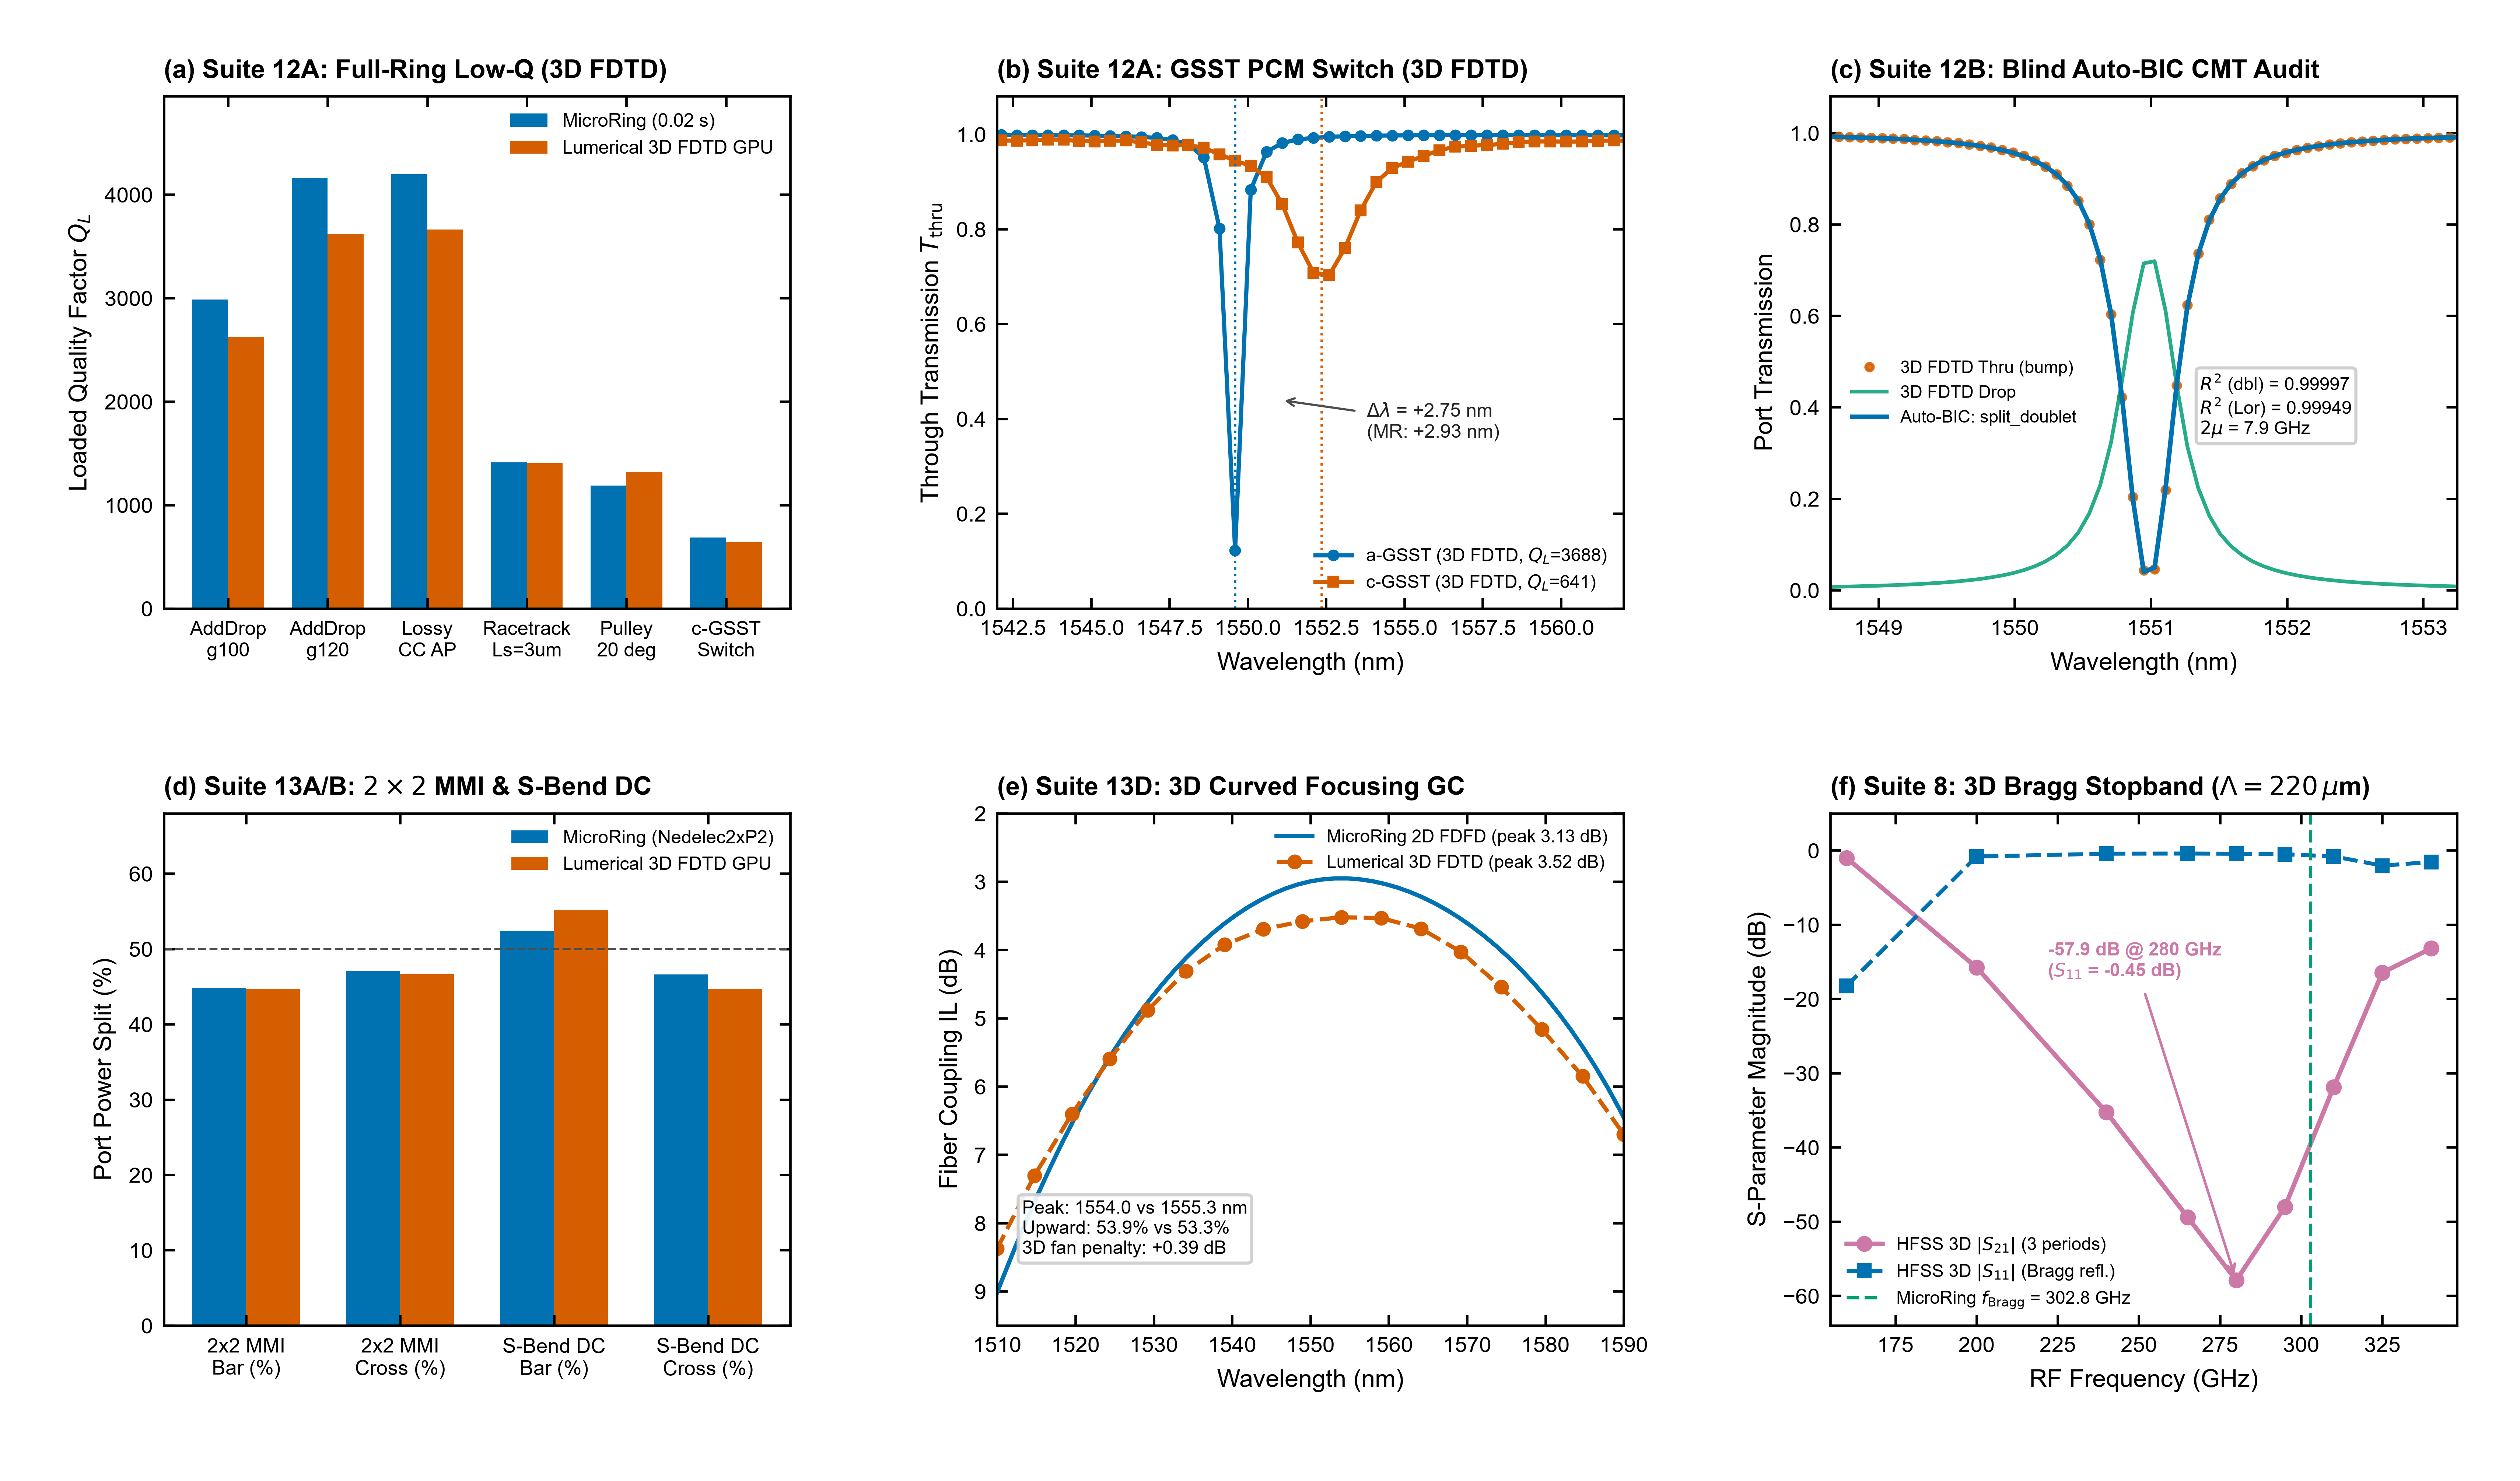 (a) Suite 12A: Full-Ring Low-Q (3D FDTD)
MicroRing (0.02 s)
Lumerical 3D FDTD GPU
Loaded Quality Factor Q_L
4000
3000
2000
1000
0
AddDrop
g100
AddDrop
g120
Lossy
CC AP
Racetrack
Ls=3um
Pulley
20 deg
c-GSST
Switch
(b) Suite 12A: GSST PCM Switch (3D FDTD)
Through Transmission T_thru
1.0
0.8
0.6
0.4
0.2
0.0
Δλ = +2.75 nm
(MR: +2.93 nm)
a-GSST (3D FDTD, Q_L=3688)
c-GSST (3D FDTD, Q_L=641)
1542.5 1545.0 1547.5 1550.0 1552.5 1555.0 1557.5 1560.0
Wavelength (nm)
(c) Suite 12B: Blind Auto-BIC CMT Audit
Port Transmission
1.0
0.8
0.6
0.4
0.2
0.0
3D FDTD Thru (bump)
3D FDTD Drop
Auto-BIC: split_doublet
R² (dbl) = 0.99997
R² (Lor) = 0.99949
2μ = 7.9 GHz
1549 1550 1551 1552 1553
Wavelength (nm)
(d) Suite 13A/B: 2 × 2 MMI & S-Bend DC
MicroRing (Nedelec2xP2)
Lumerical 3D FDTD GPU
Port Power Split (%)
60
50
40
30
20
10
0
2x2 MMI
Bar (%)
2x2 MMI
Cross (%)
S-Bend DC
Bar (%)
S-Bend DC
Cross (%)
(e) Suite 13D: 3D Curved Focusing GC
MicroRing 2D FDFD (peak 3.13 dB)
Lumerical 3D FDTD (peak 3.52 dB)
Fiber Coupling IL (dB)
2
3
4
5
6
7
8
9
Peak: 1554.0 vs 1555.3 nm
Upward: 53.9% vs 53.3%
3D fan penalty: +0.39 dB
1510 1520 1530 1540 1550 1560 1570 1580 1590
Wavelength (nm)
(f) Suite 8: 3D Bragg Stopband (Λ = 220 μm)
S-Parameter Magnitude (dB)
0
−10
−20
−30
−40
−50
−60
-57.9 dB @ 280 GHz
(S₁₁ = -0.45 dB)
HFSS 3D |S₂₁| (3 periods)
HFSS 3D |S₁₁| (Bragg refl.)
MicroRing f_Bragg = 302.8 GHz
175 200 225 250 275 300 325
RF Frequency (GHz)